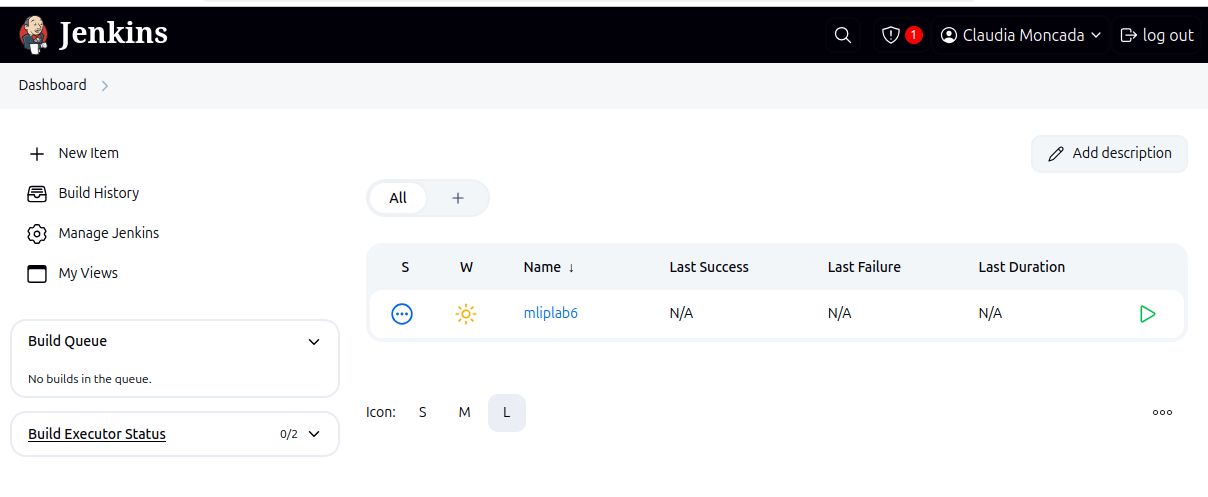 Jenkins
1 Claudia Moncada log out
Dashboard
New Item
Build History
Manage Jenkins
My Views
Build Queue
No builds in the queue.
Build Executor Status 0/2
Add description
All +
S W Name ↓ Last Success Last Failure Last Duration
mliplab6 N/A N/A N/A
Icon: S M L